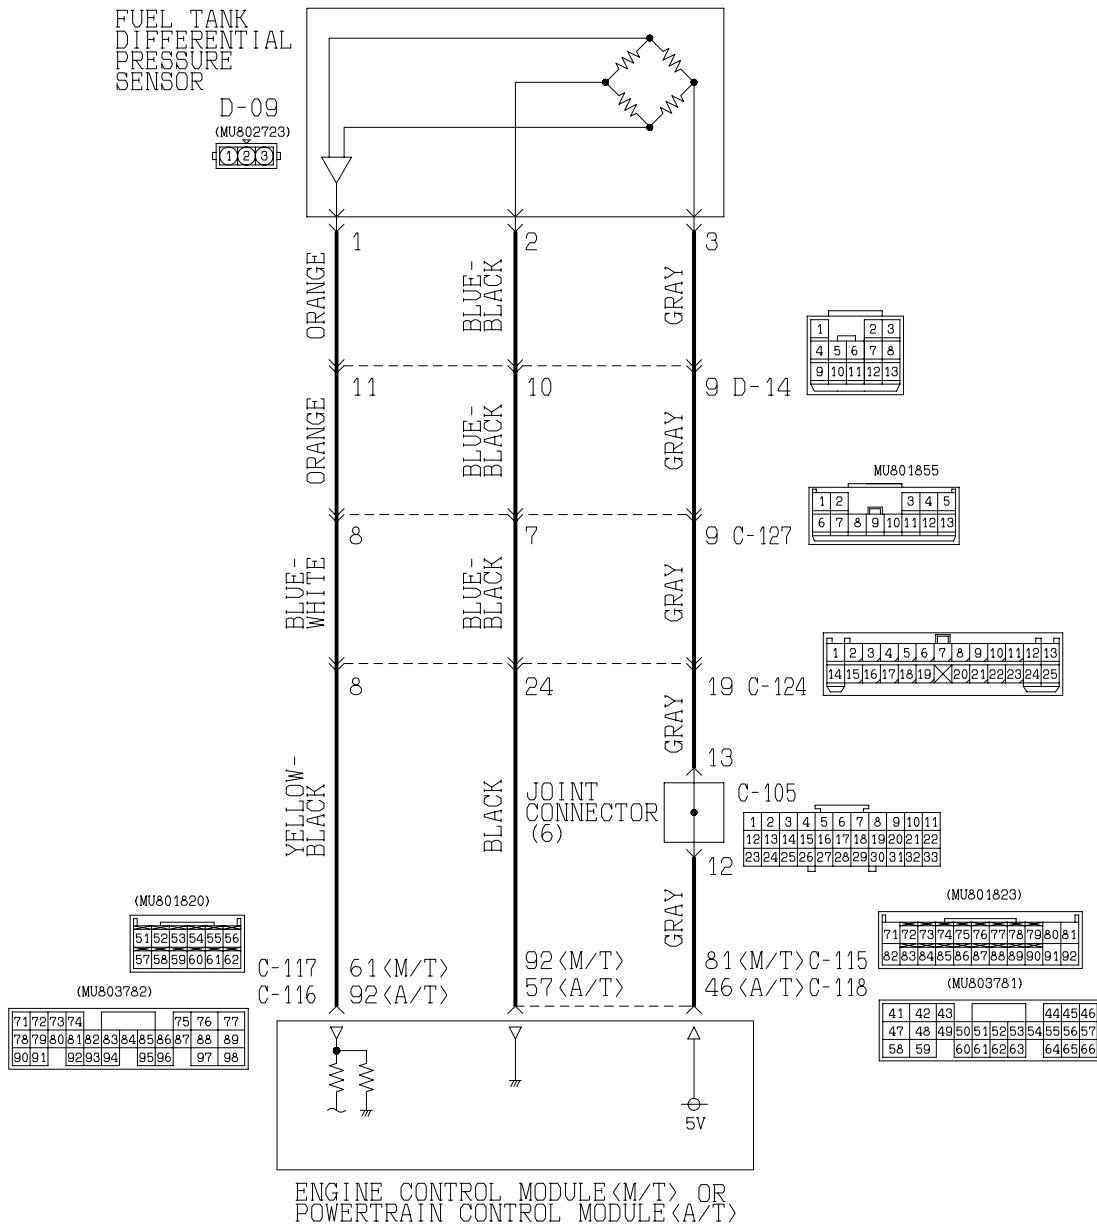 FUEL TANK
DIFFERENTIAL
PRESSURE
SENSOR
D-09
(MU802723)
1 2 3
1 2 3
ORANGE
BLUE-
BLACK
GRAY
1 2 3
4 5 6 7 8
9 10 11 12 13
11 10 9 D-14
ORANGE
BLUE-
BLACK
GRAY
MU801855
1 2 3 4 5
6 7 8 9 10 11 12 13
8 7 9 C-127
BLUE-
WHITE
BLUE-
BLACK
GRAY
1 2 3 4 5 6 7 8 9 10 11 12 13
14 15 16 17 18 19 20 21 22 23 24 25
8 24 19 C-124
GRAY
13
YELLOW-
BLACK
BLACK
JOINT
CONNECTOR
(6)
C-105
1 2 3 4 5 6 7 8 9 10 11
12 13 14 15 16 17 18 19 20 21 22
23 24 25 26 27 28 29 30 31 32 33
12
GRAY
(MU801820)
51 52 53 54 55 56
57 58 59 60 61 62
(MU801823)
71 72 73 74 75 76 77 78 79 80 81
82 83 84 85 86 87 88 89 90 91 92
C-117 61<M/T> 92<M/T> 81<M/T> C-115
C-116 92<A/T> 57<A/T> 46<A/T> C-118
(MU803782)
71 72 73 74 75 76 77
78 79 80 81 82 83 84 85 86 87 88 89
90 91 92 93 94 95 96 97 98
(MU803781)
41 42 43 44 45 46
47 48 49 50 51 52 53 54 55 56 57
58 59 60 61 62 63 64 65 66
5V
ENGINE CONTROL MODULE<M/T> OR
POWERTRAIN CONTROL MODULE<A/T>